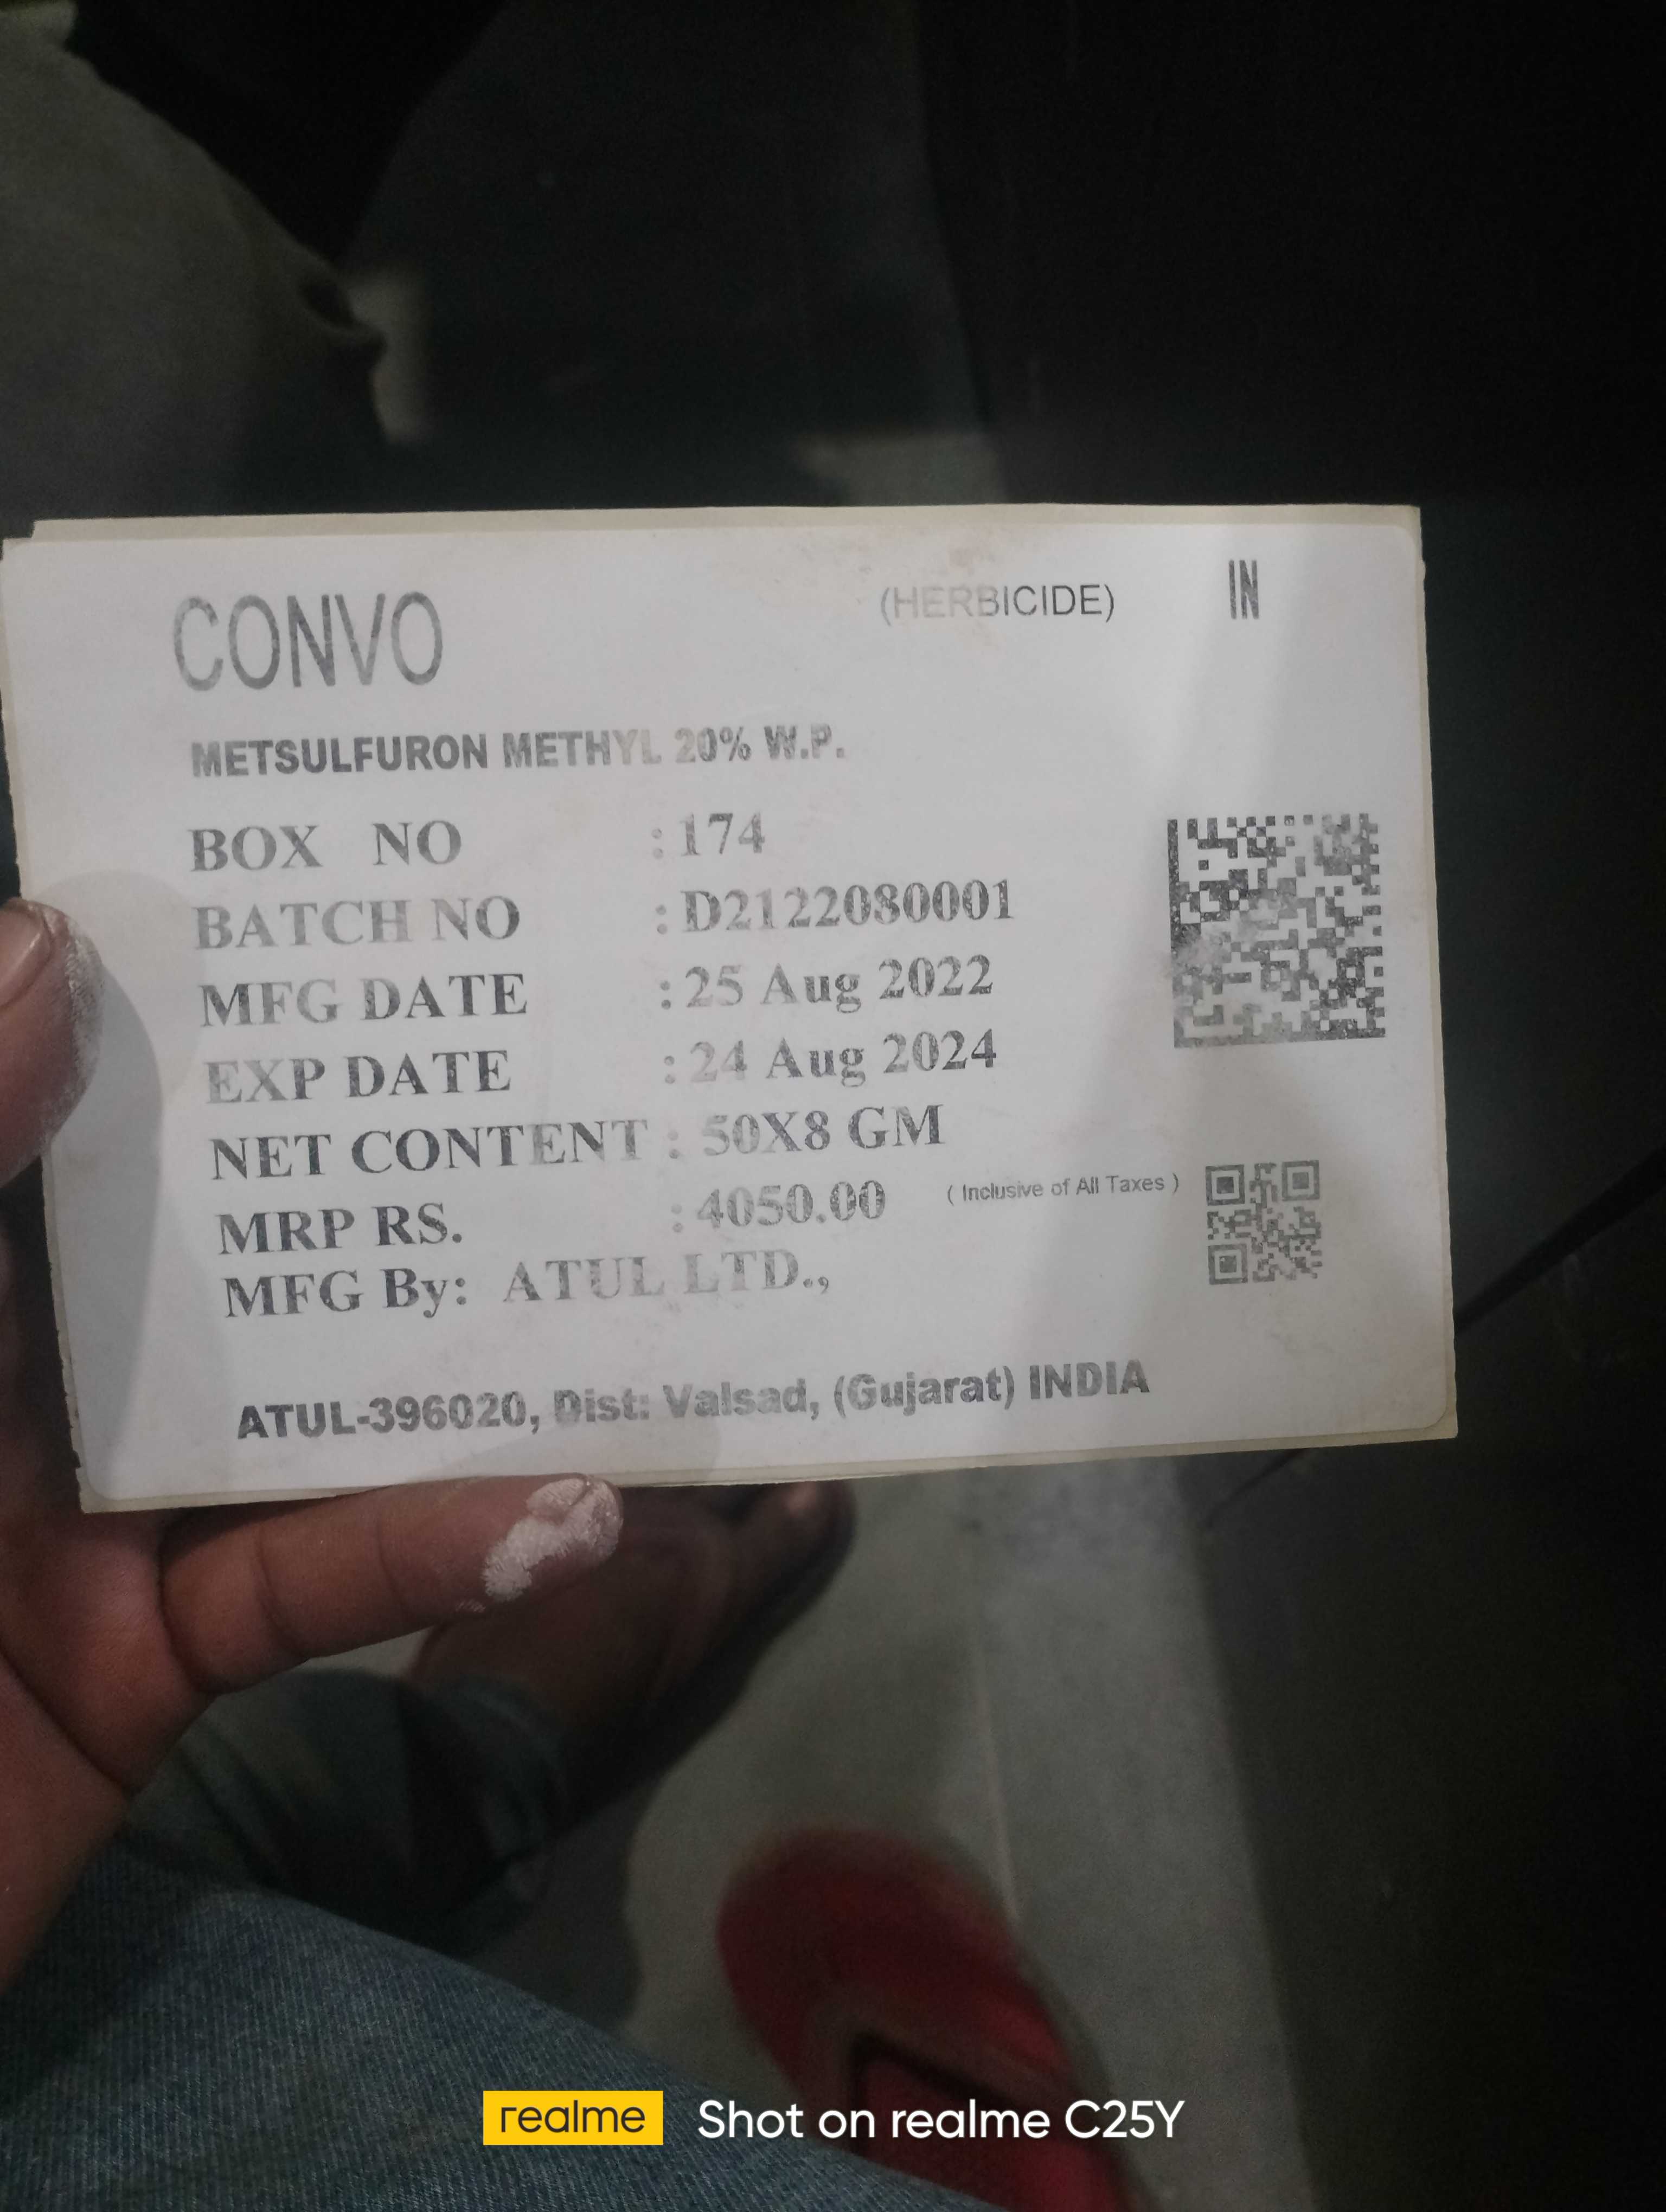 CONVO (HERBICIDE) IN
METSULFURON METHYL 20% W.P.
BOX NO : 174
BATCH NO : D2122080001
MFG DATE : 25 Aug 2022
EXP DATE : 24 Aug 2024
NET CONTENT : 50X8 GM
MRP RS. : 4050.00 ( Inclusive of All Taxes )
MFG By: ATUL LTD.,
ATUL-396020, Dist: Valsad, (Gujarat) INDIA
realme Shot on realme C25Y